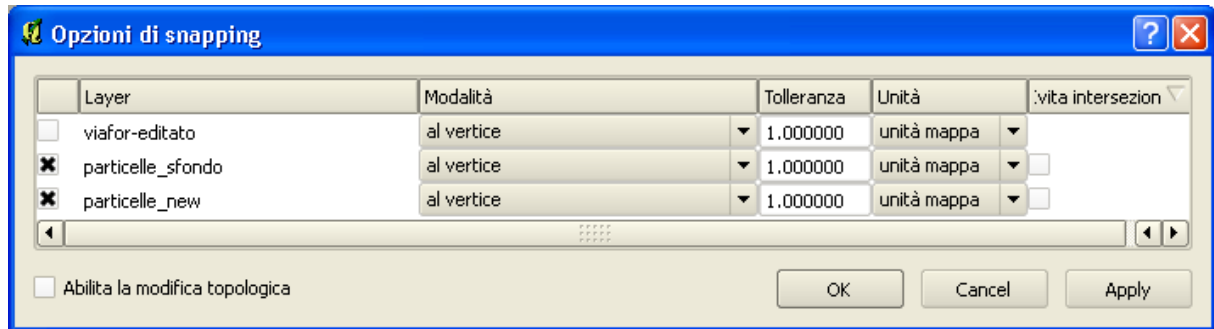 Opzioni di snapping
Layer Modalità Tolleranza Unità vita intersezion
viafor-editato al vertice 1.000000 unità mappa
particelle_sfondo al vertice 1.000000 unità mappa
particelle_new al vertice 1.000000 unità mappa
Abilita la modifica topologica OK Cancel Apply